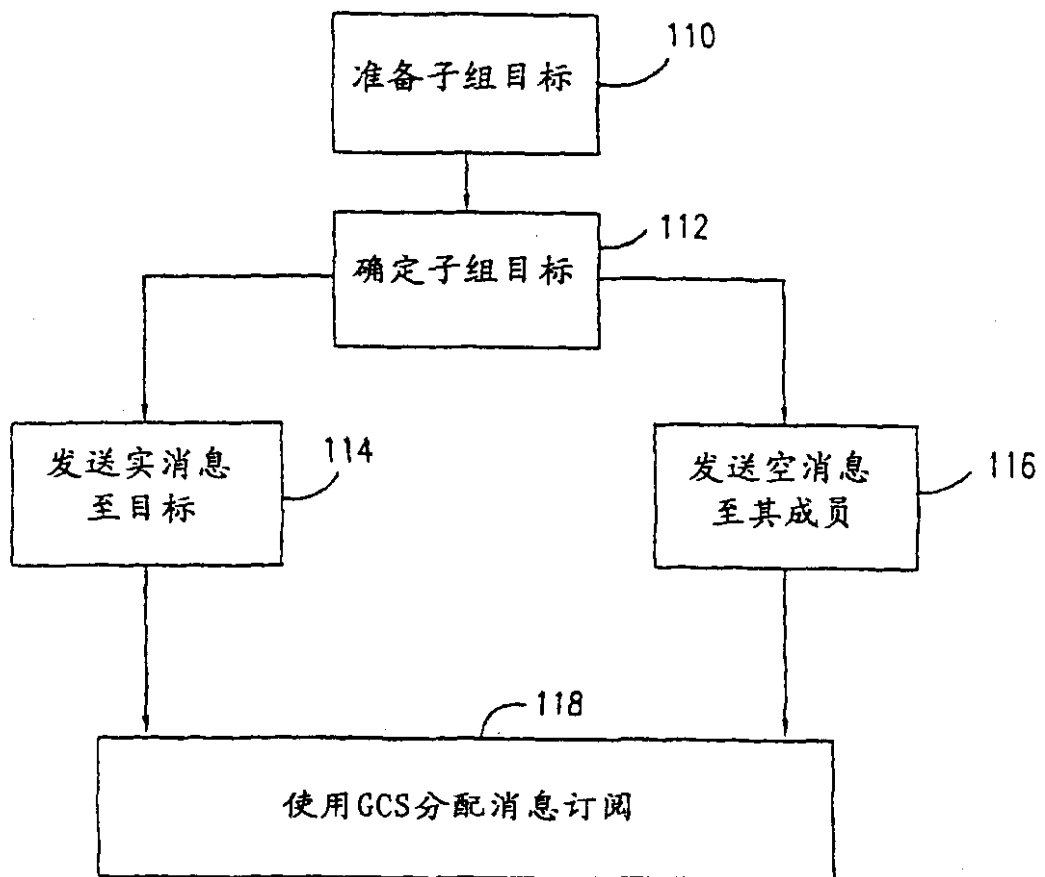 准备子组目标
110
确定子组目标
112
发送实消息
至目标
114
发送空消息
至其成员
116
118
使用GCS分配消息订阅